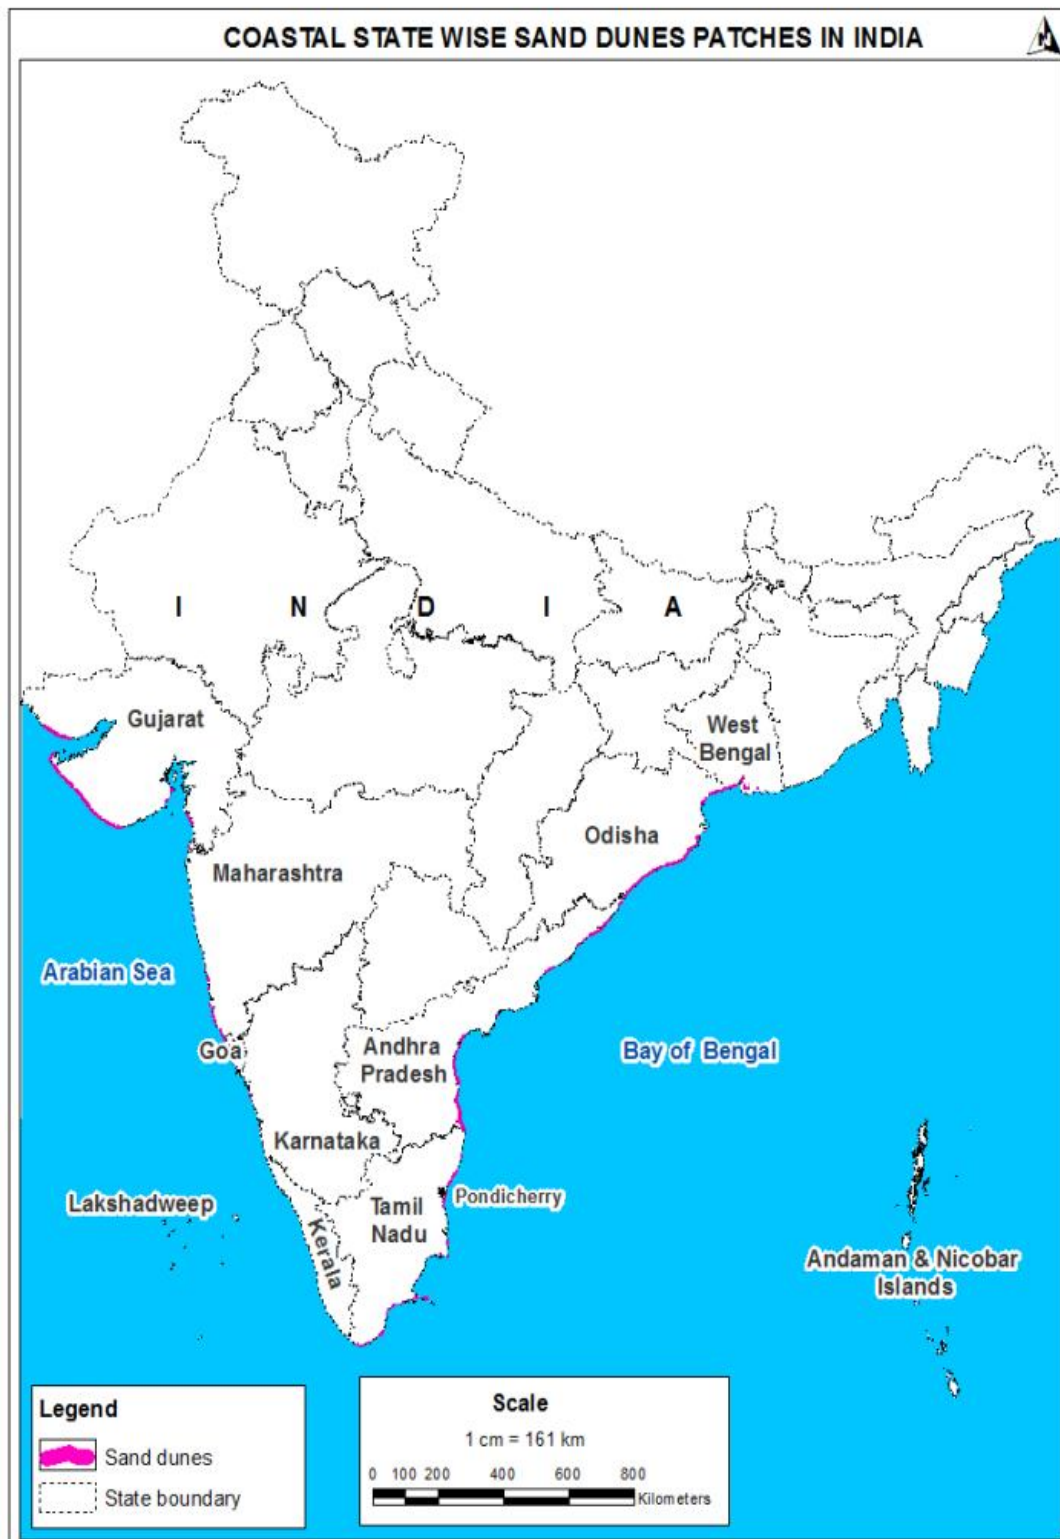 COASTAL STATE WISE SAND DUNES PATCHES IN INDIA
N
I N D I A
Gujarat
West
Bengal
Odisha
Maharashtra
Arabian Sea
Goa
Andhra
Pradesh
Bay of Bengal
Karnataka
Lakshadweep
Tamil
Nadu
Pondicherry
Kerala
Andaman & Nicobar
Islands
Legend
Sand dunes
State boundary
Scale
1 cm = 161 km
0 100 200 400 600 800
Kilometers